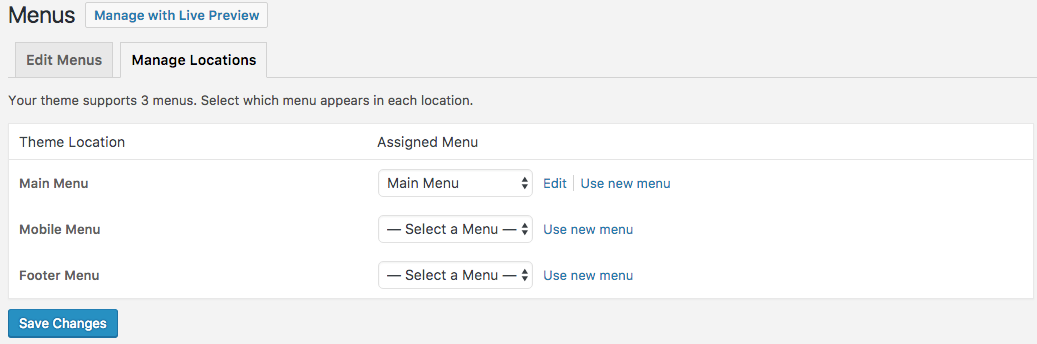 Menus Manage with Live Preview
Edit Menus Manage Locations
Your theme supports 3 menus. Select which menu appears in each location.
Theme Location Assigned Menu
Main Menu Main Menu Edit Use new menu
Mobile Menu — Select a Menu — Use new menu
Footer Menu — Select a Menu — Use new menu
Save Changes